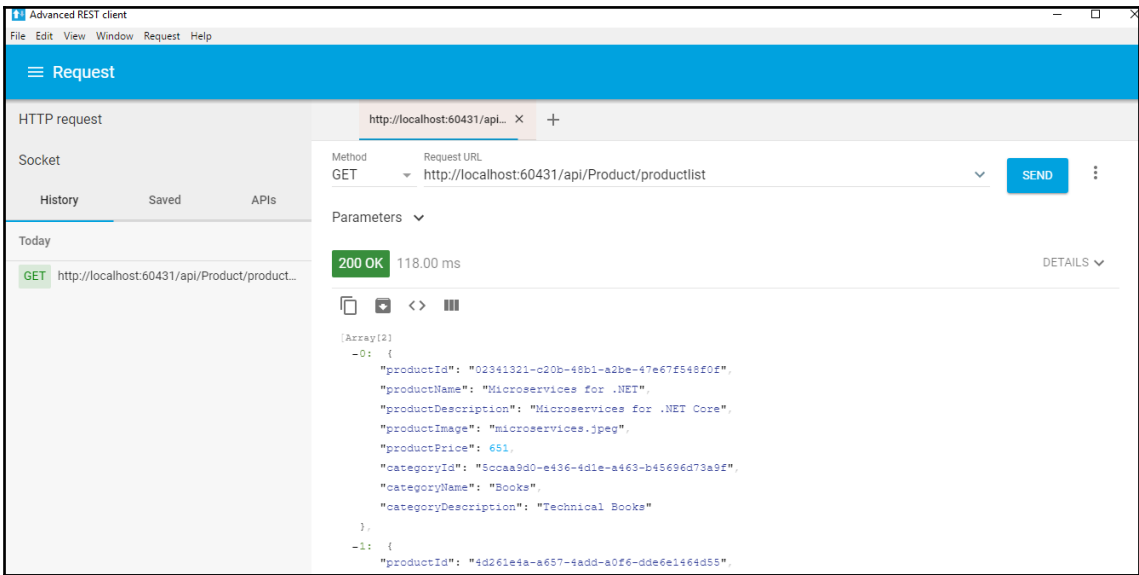 Advanced REST client
File Edit View Window Request Help
Request
HTTP request
Socket
History Saved APIs
Today
GET http://localhost:60431/api/Product/product...
http://localhost:60431/api...
Method Request URL
GET http://localhost:60431/api/Product/productlist
SEND
Parameters
200 OK 118.00 ms
DETAILS
[Array[2]
-0: {
"productId": "02341321-c20b-48b1-a2be-47e67f548f0f",
"productName": "Microservices for .NET",
"productDescription": "Microservices for .NET Core",
"productImage": "microservices.jpeg",
"productPrice": 651,
"categoryId": "5ccaa9d0-e436-4d1e-a463-b45696d73a9f",
"categoryName": "Books",
"categoryDescription": "Technical Books"
},
-1: {
"productId": "4d261e4a-a657-4add-a0f6-dde6e1464d55",